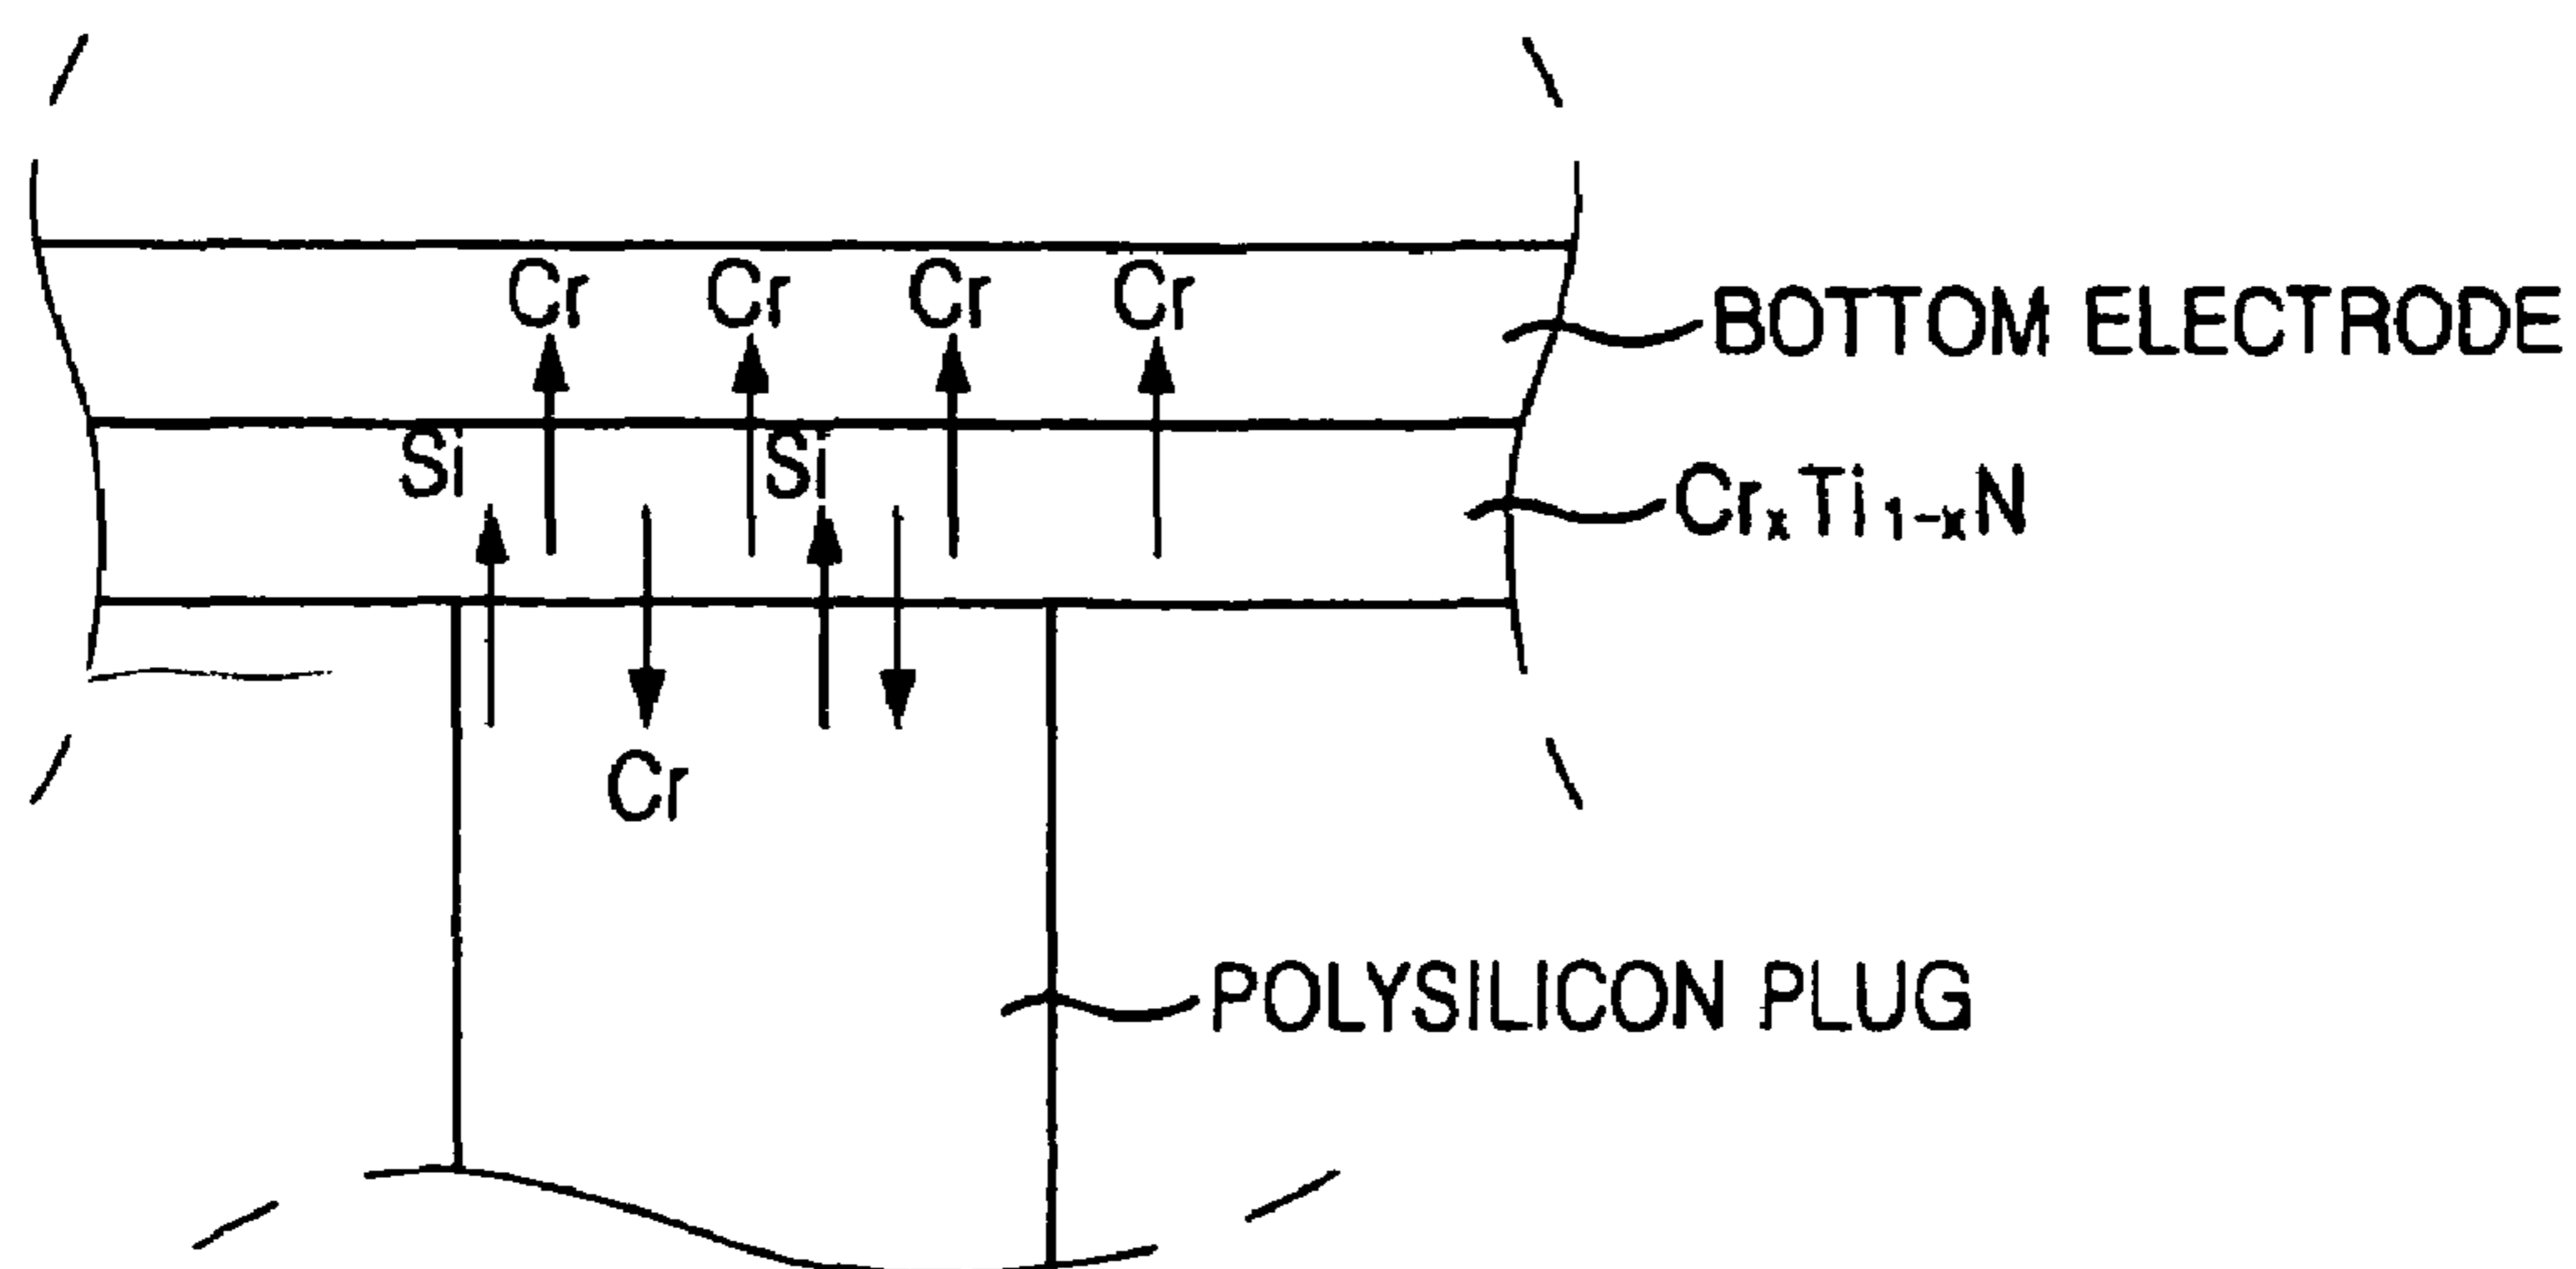 Cr Cr Cr Cr
BOTTOM ELECTRODE
Si Si
CrₓTi₁₋ₓN
Cr
POLYSILICON PLUG